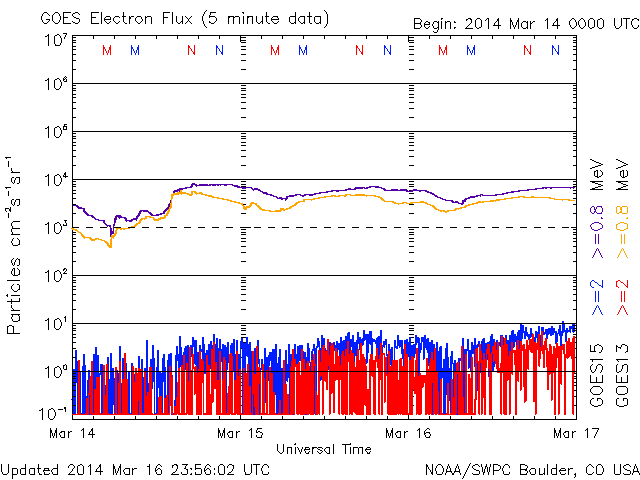 GOES Electron Flux (5 minute data)
Begin: 2014 Mar 14 0000 UTC
M M N N M M N N M M N N
10⁷
10⁶
10⁵
10⁴
10³
10²
10¹
10⁰
10⁻¹
Particles cm⁻²s⁻¹sr⁻¹
GOES15 >=2 >=0.8 MeV
GOES13 >=2 >=0.8 MeV
Mar 14 Mar 15 Mar 16 Mar 17
Universal Time
Updated 2014 Mar 16 23:56:02 UTC
NOAA/SWPC Boulder, CO USA